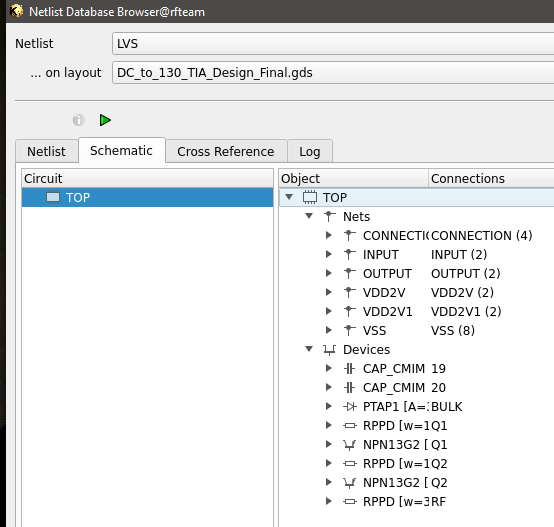 Netlist Database Browser@rfteam
Netlist LVS
... on layout DC_to_130_TIA_Design_Final.gds
Netlist Schematic Cross Reference Log
Circuit
TOP
Object Connections
TOP
Nets
CONNECTIO CONNECTION (4)
INPUT INPUT (2)
OUTPUT OUTPUT (2)
VDD2V VDD2V (2)
VDD2V1 VDD2V1 (2)
VSS VSS (8)
Devices
CAP_CMIM 19
CAP_CMIM 20
PTAP1 [A=: BULK
RPPD [w=1 Q1
NPN13G2 [ Q1
RPPD [w=1 Q2
NPN13G2 [ Q2
RPPD [w=3 RF